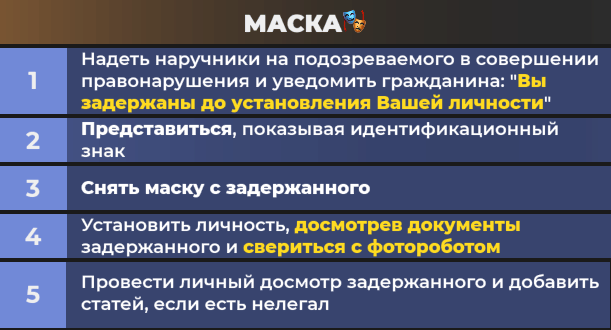 МАСКА🎭
1
Надеть наручники на подозреваемого в совершении
правонарушения и уведомить гражданина: "Вы
задержаны до установления Вашей личности"
2
Представиться, показывая идентификационный
знак
3
Снять маску с задержанного
4
Установить личность, досмотрев документы
задержанного и свериться с фотороботом
5
Провести личный досмотр задержанного и добавить
статей, если есть нелегал